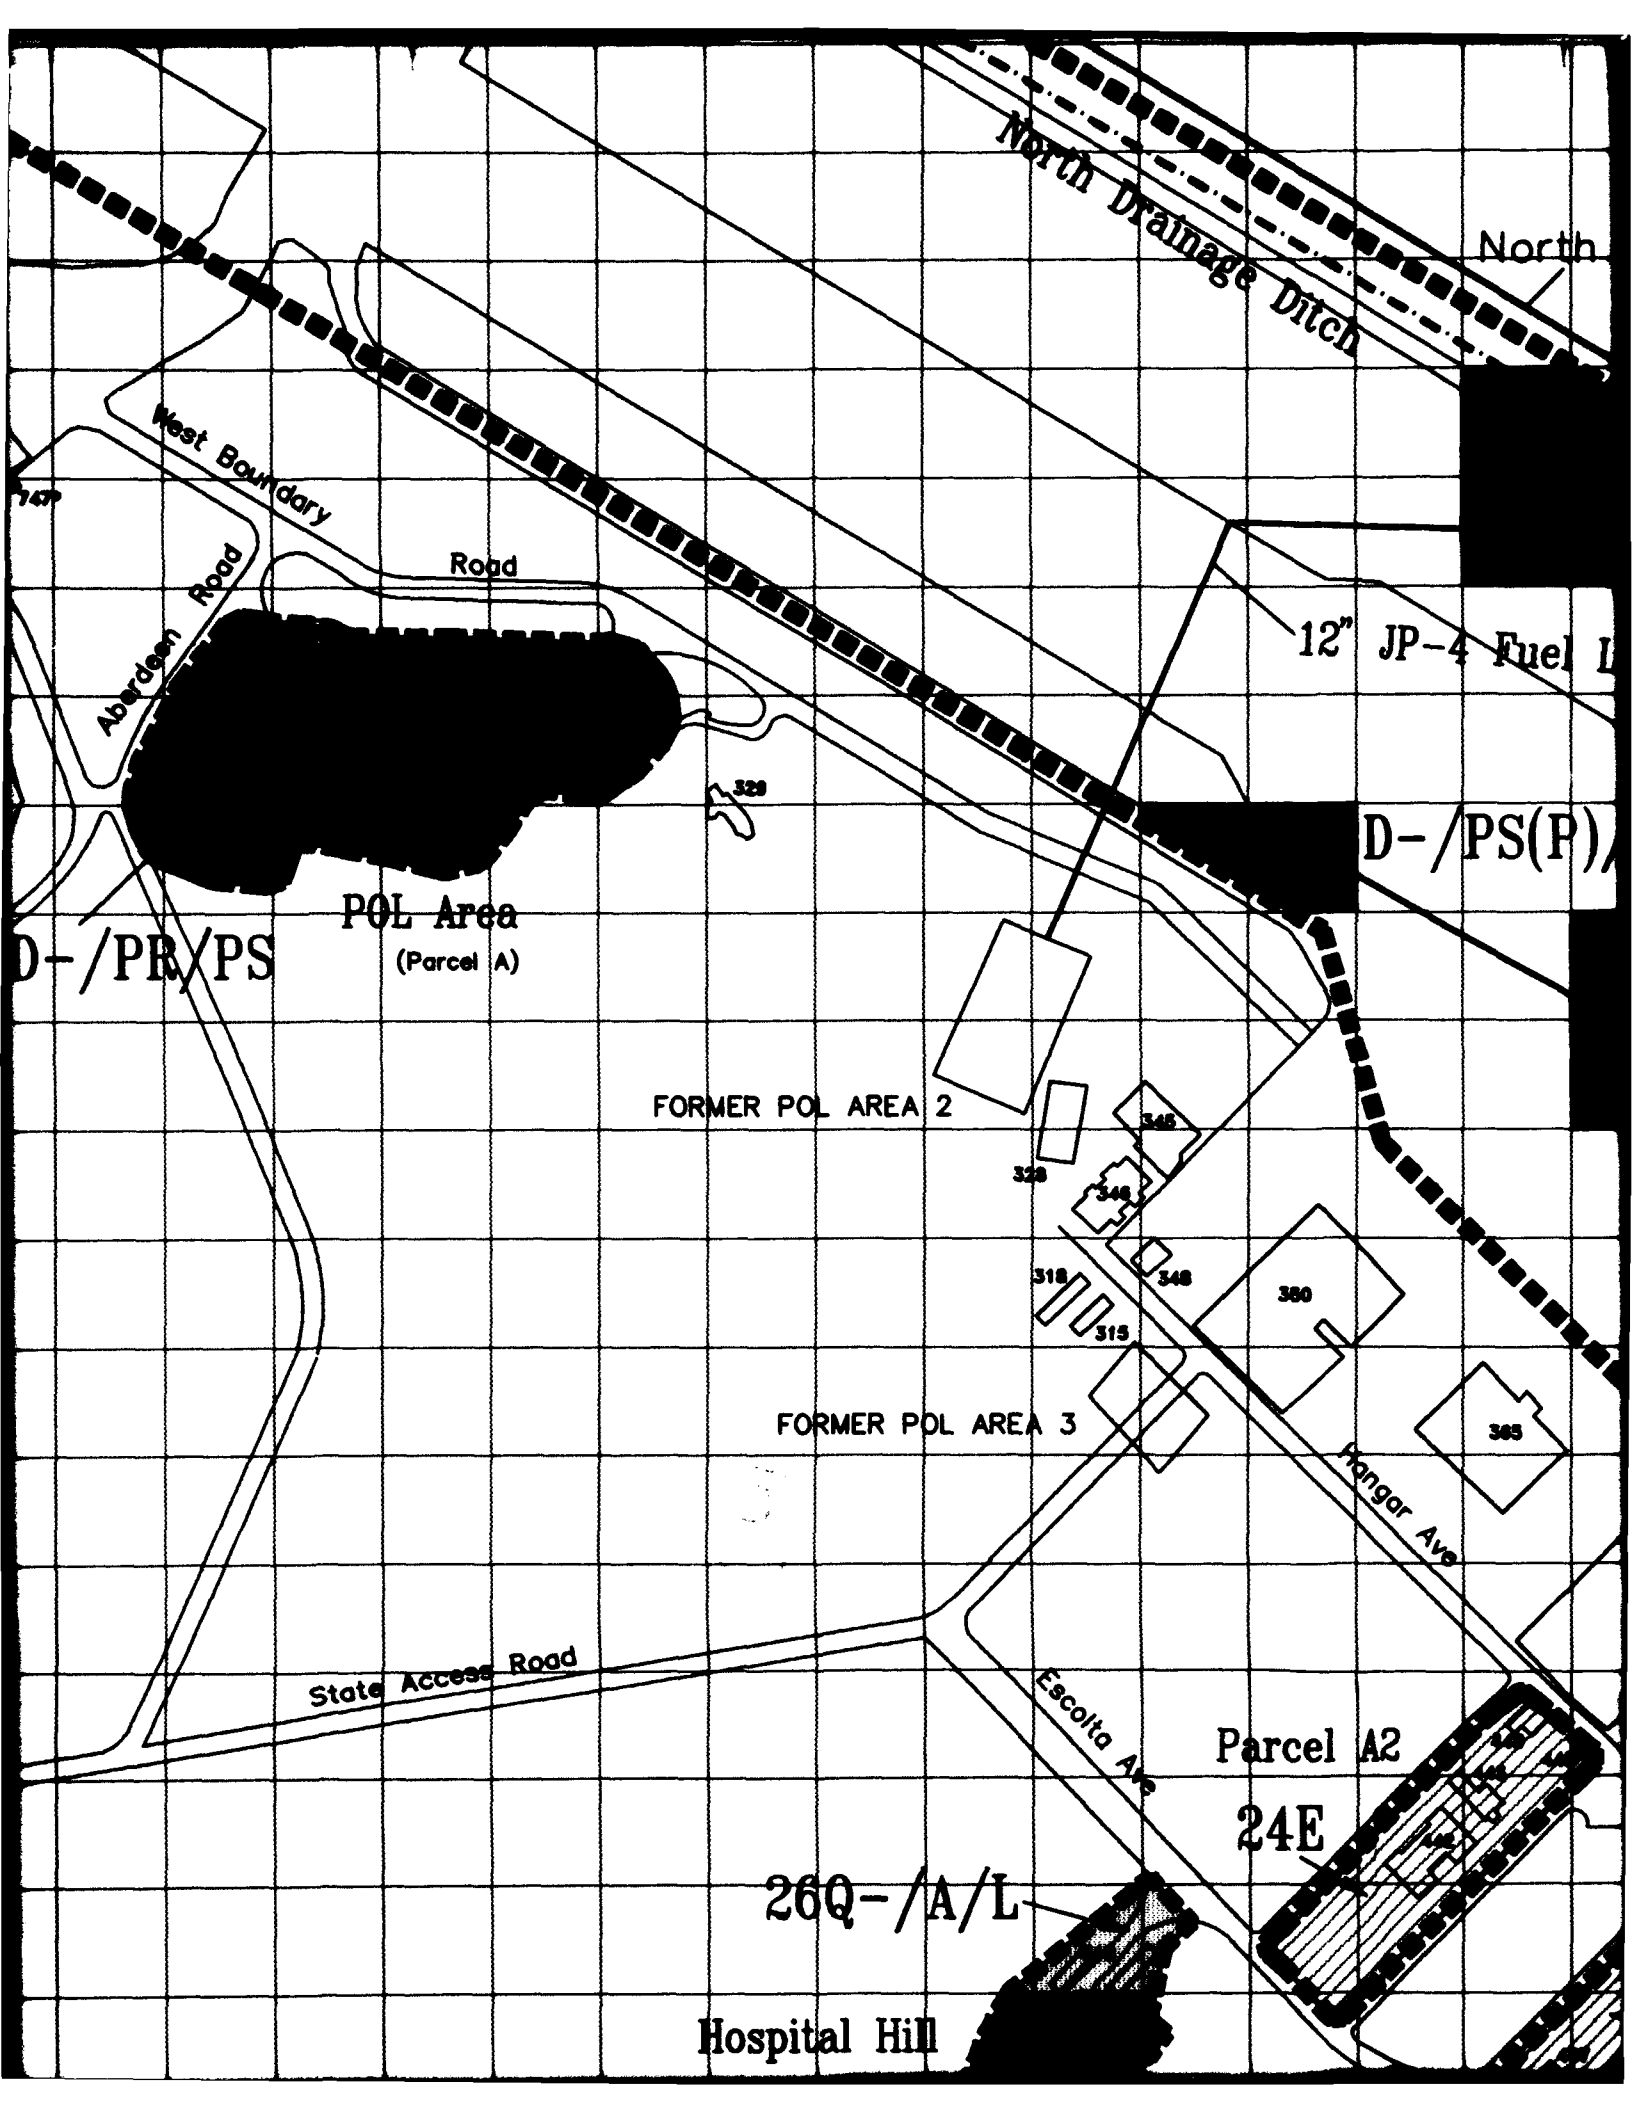 North
North Drainage Ditch
West Boundary
Road
747P
Aberdeen Road
12" JP-4 Fuel L
329
D-/PS(P)/
POL Area
(Parcel A)
D-/PR/PS
FORMER POL AREA 2
345
328
346
318
348
360
315
FORMER POL AREA 3
365
Hangar Ave
State Access Road
Escolta Ave
Parcel A2
24E
442
26Q-/A/L
Hospital Hill